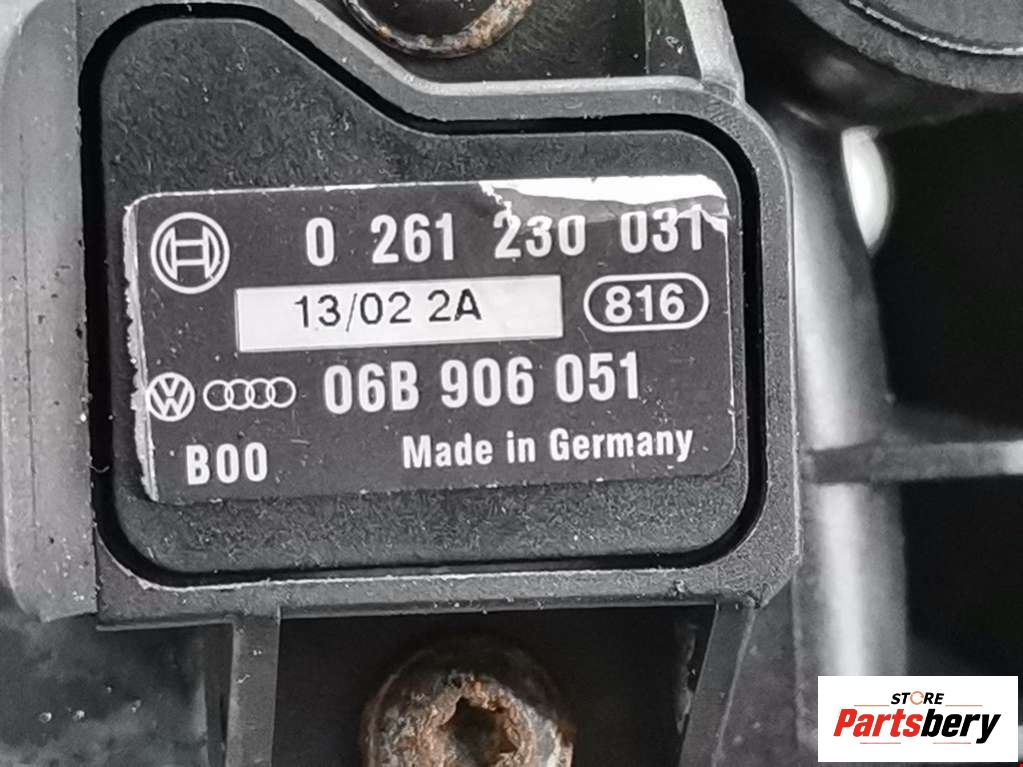 0 261 230 031
13/02 2A
816
06B 906 051
B00
Made in Germany
STORE
Partsbery